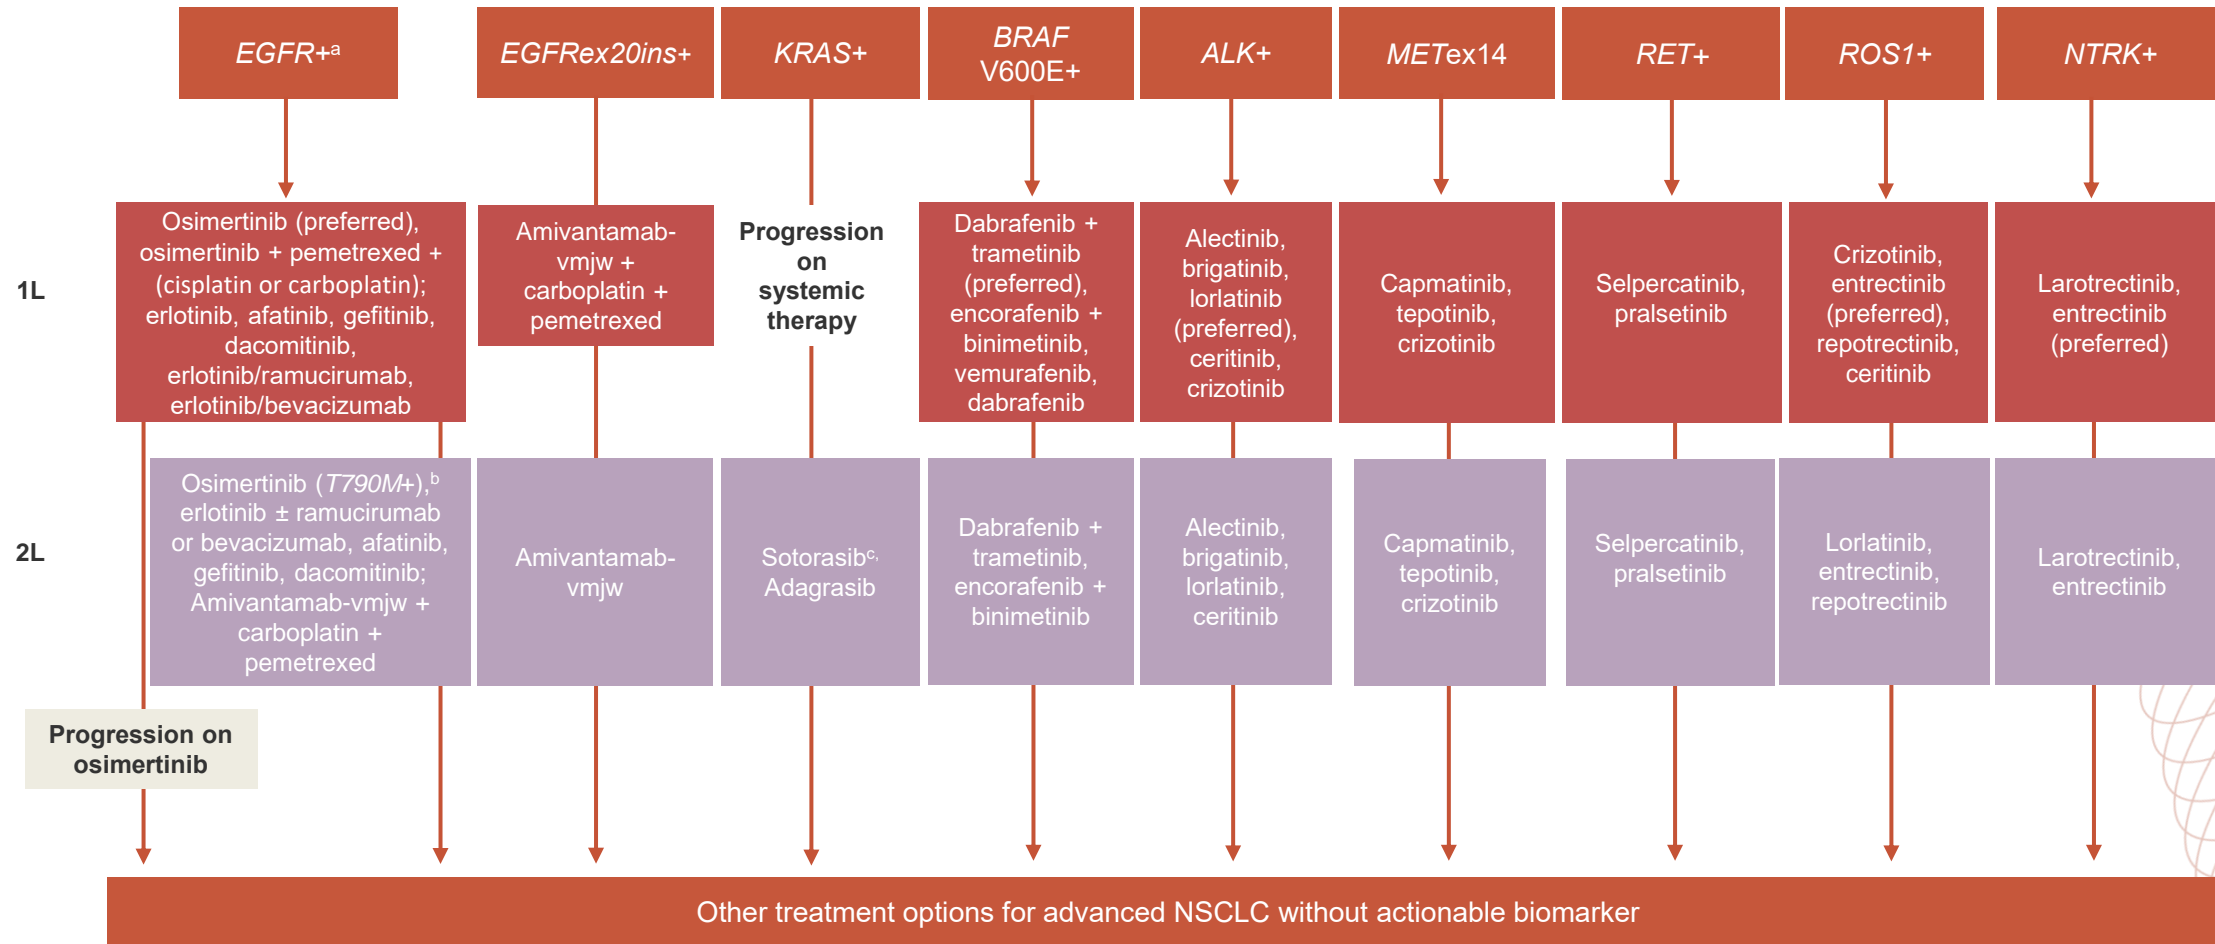 EGFR+ᵃ
EGFRex20ins+
KRAS+
BRAF
V600E+
ALK+
METex14
RET+
ROS1+
NTRK+
1L
Osimertinib (preferred),
osimertinib + pemetrexed +
(cisplatin or carboplatin);
erlotinib, afatinib, gefitinib,
dacomitinib,
erlotinib/ramucirumab,
erlotinib/bevacizumab
Amivantamab-
vmjw +
carboplatin +
pemetrexed
Progression
on
systemic
therapy
Dabrafenib +
trametinib
(preferred),
encorafenib +
binimetinib,
vemurafenib,
dabrafenib
Alectinib,
brigatinib,
lorlatinib
(preferred),
ceritinib,
crizotinib
Capmatinib,
tepotinib,
crizotinib
Selpercatinib,
pralsetinib
Crizotinib,
entrectinib
(preferred),
repotrectinib,
ceritinib
Larotrectinib,
entrectinib
(preferred)
2L
Osimertinib (T790M+),ᵇ
erlotinib ± ramucirumab
or bevacizumab, afatinib,
gefitinib, dacomitinib;
Amivantamab-vmjw +
carboplatin +
pemetrexed
Amivantamab-
vmjw
Sotorasibᶜ,
Adagrasib
Dabrafenib +
trametinib,
encorafenib +
binimetinib
Alectinib,
brigatinib,
lorlatinib,
ceritinib
Capmatinib,
tepotinib,
crizotinib
Selpercatinib,
pralsetinib
Lorlatinib,
entrectinib,
repotrectinib
Larotrectinib,
entrectinib
Progression on
osimertinib
Other treatment options for advanced NSCLC without actionable biomarker